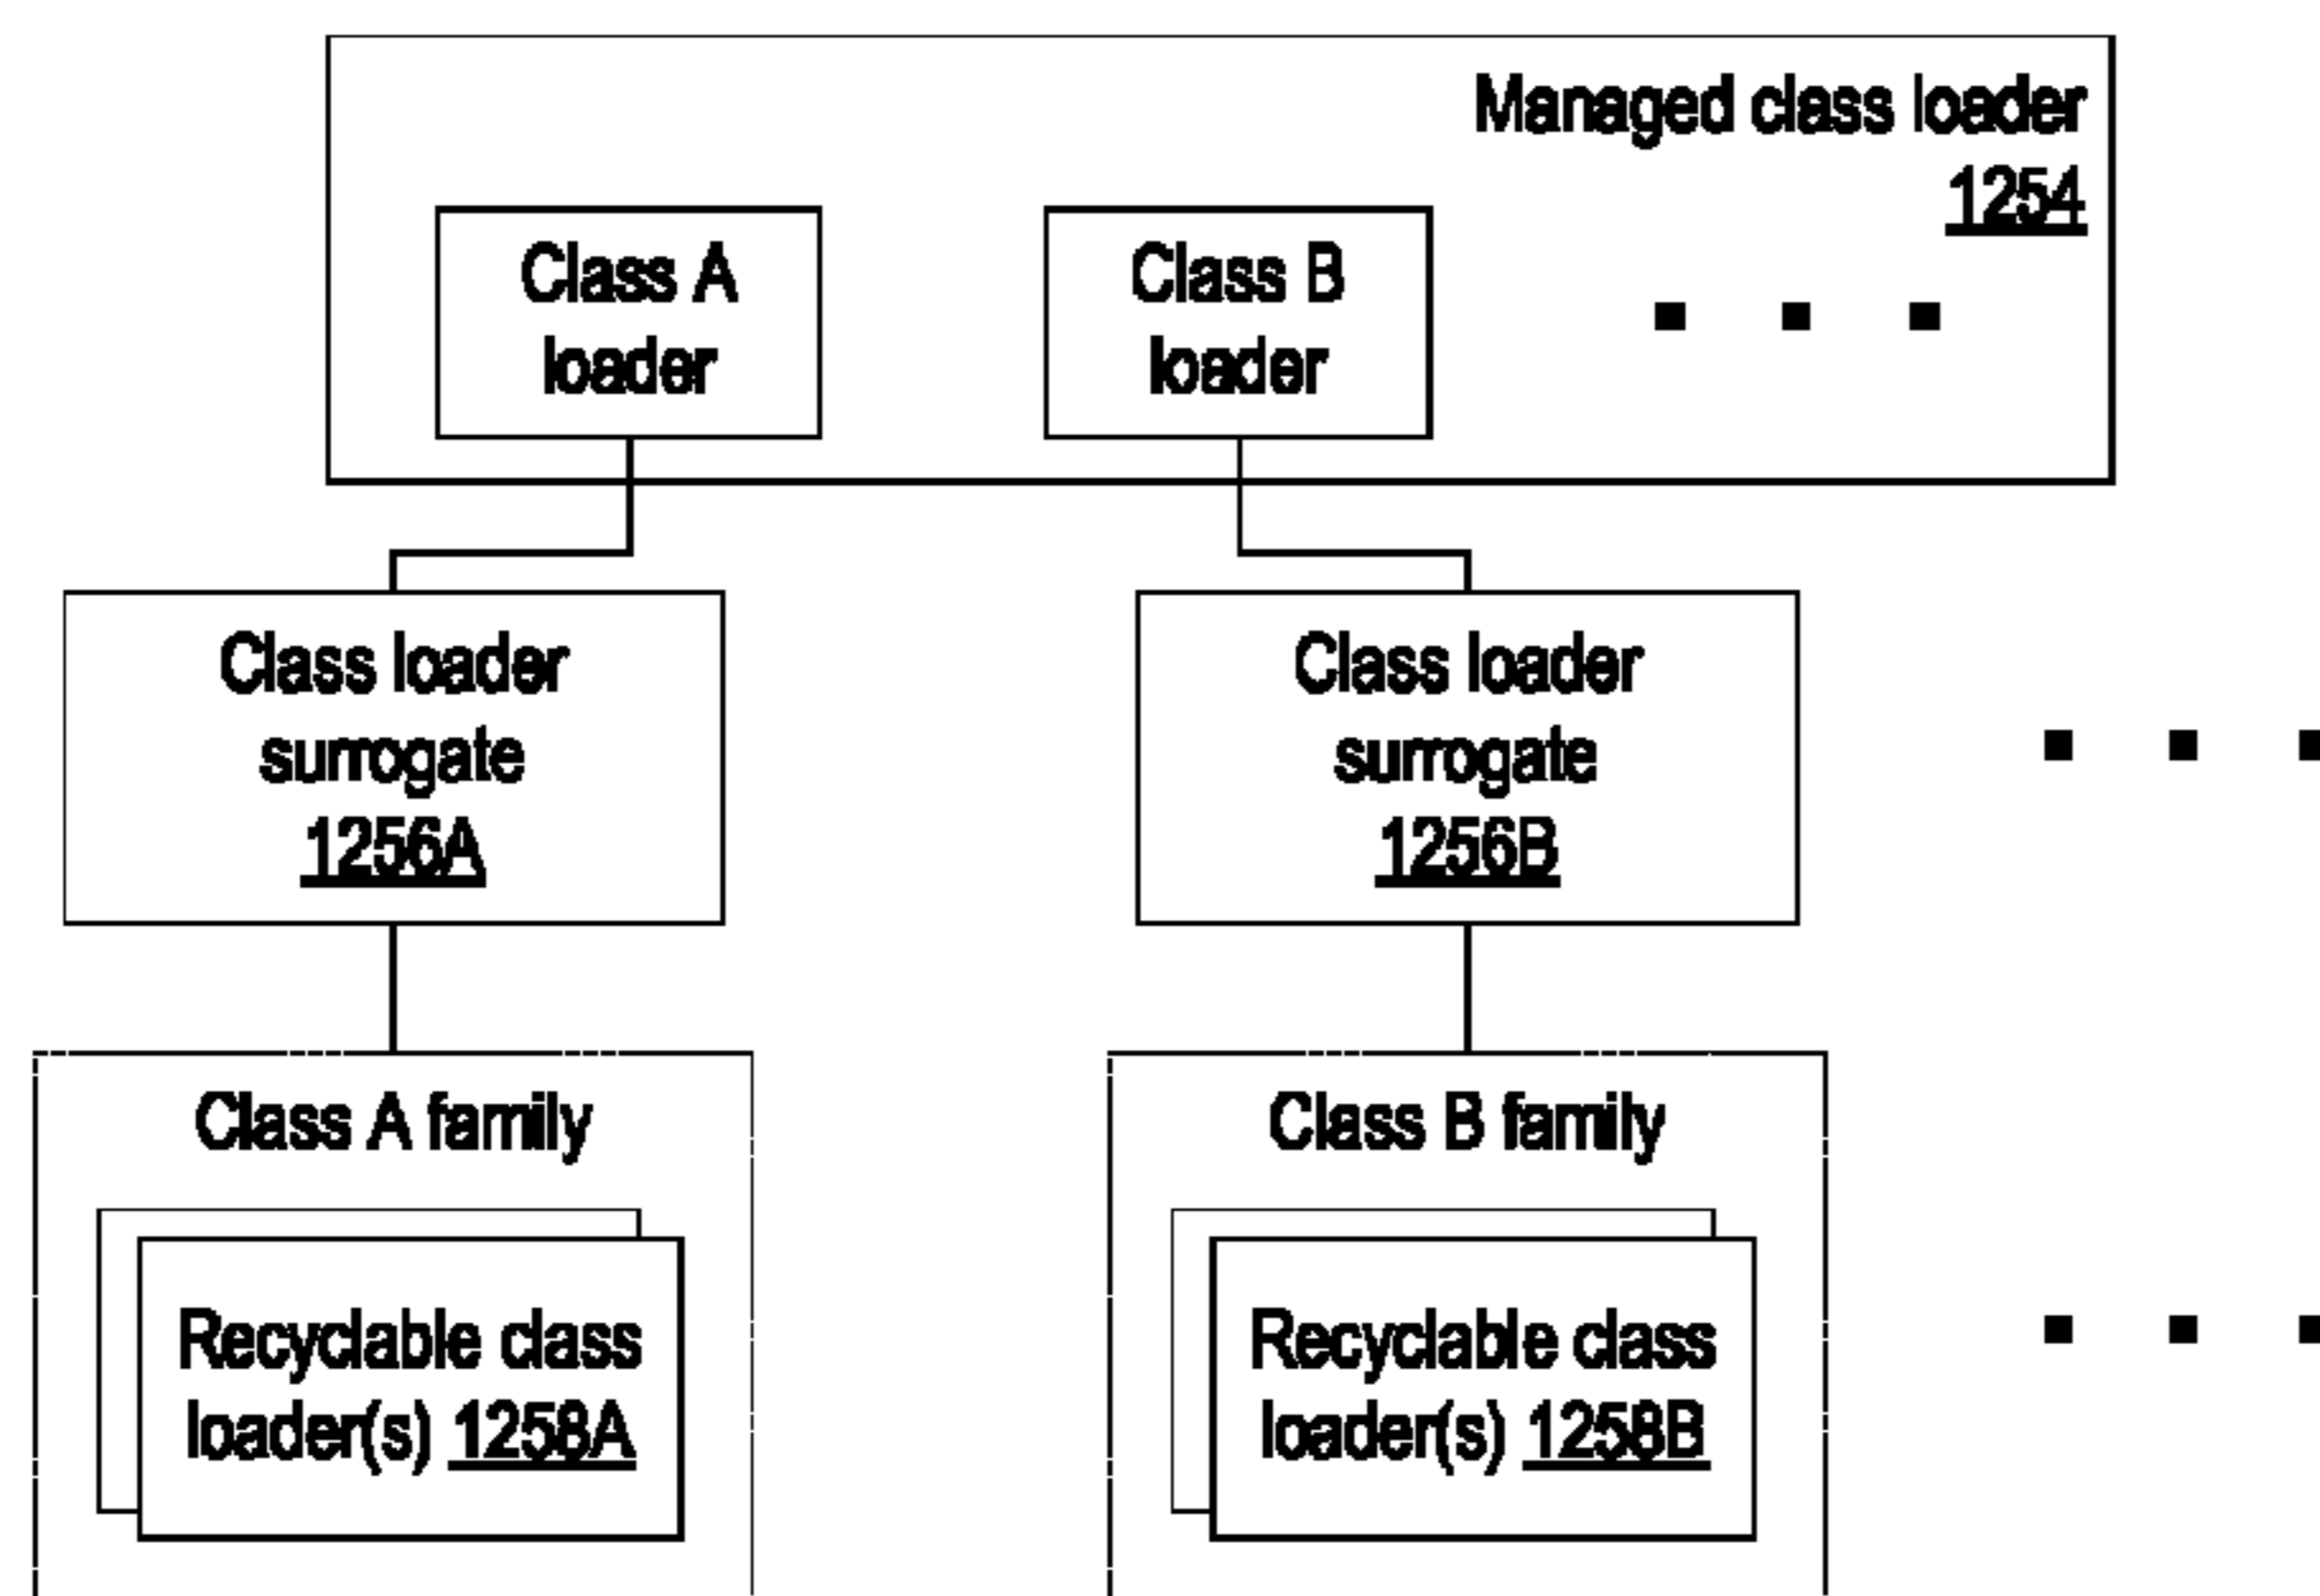 Managed class loader
1254
Class A
loader
Class B
loader
Class loader
surrogate
1256A
Class loader
surrogate
1256B
Class A family
Recyclable class
loader(s) 1258A
Class B family
Recyclable class
loader(s) 1258B